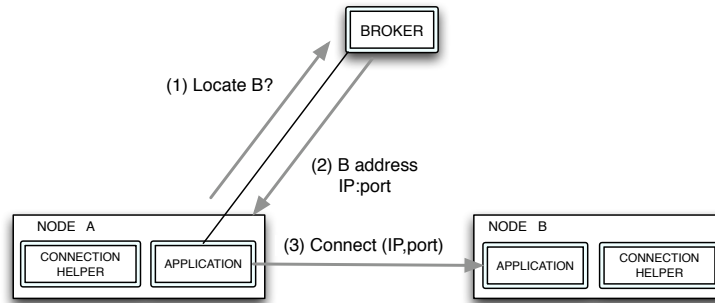 BROKER
(1) Locate B?
(2) B address
IP:port
NODE A
CONNECTION
HELPER
APPLICATION
(3) Connect (IP,port)
NODE B
APPLICATION
CONNECTION
HELPER